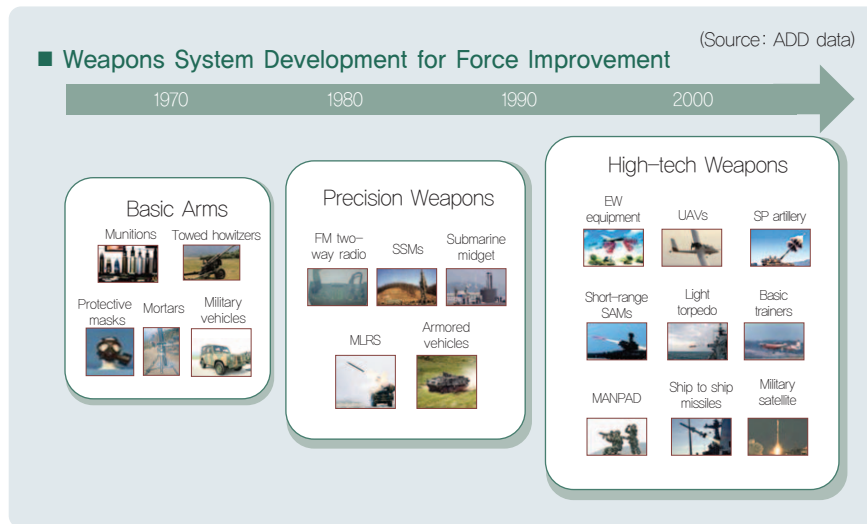 (Source: ADD data)
■ Weapons System Development for Force Improvement
1970 1980 1990 2000
Basic Arms
Munitions Towed howitzers
Protective
masks
Mortars
Military
vehicles
Precision Weapons
FM two-
way radio
SSMs
Submarine
midget
MLRS
Armored
vehicles
High-tech Weapons
EW
equipment
UAVs
SP artillery
Short-range
SAMs
Light
torpedo
Basic
trainers
MANPAD
Ship to ship
missiles
Military
satellite